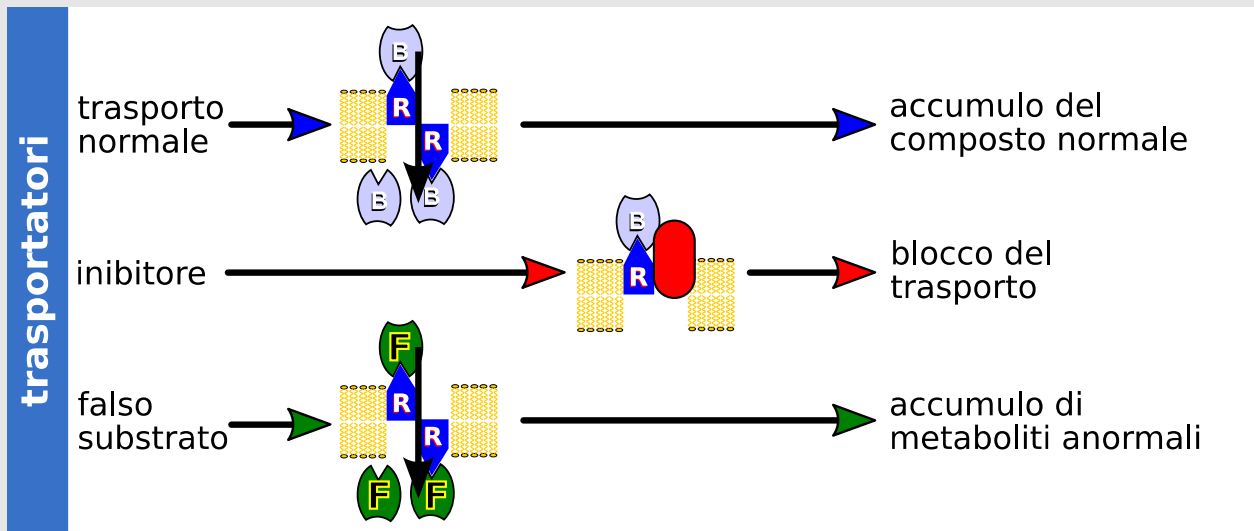 trasportatori
trasporto
normale
B
R
R
B
B
accumulo del
composto normale
inibitore
B
R
blocco del
trasporto
falso
substrato
F
R
R
F
F
accumulo di
metaboliti anormali